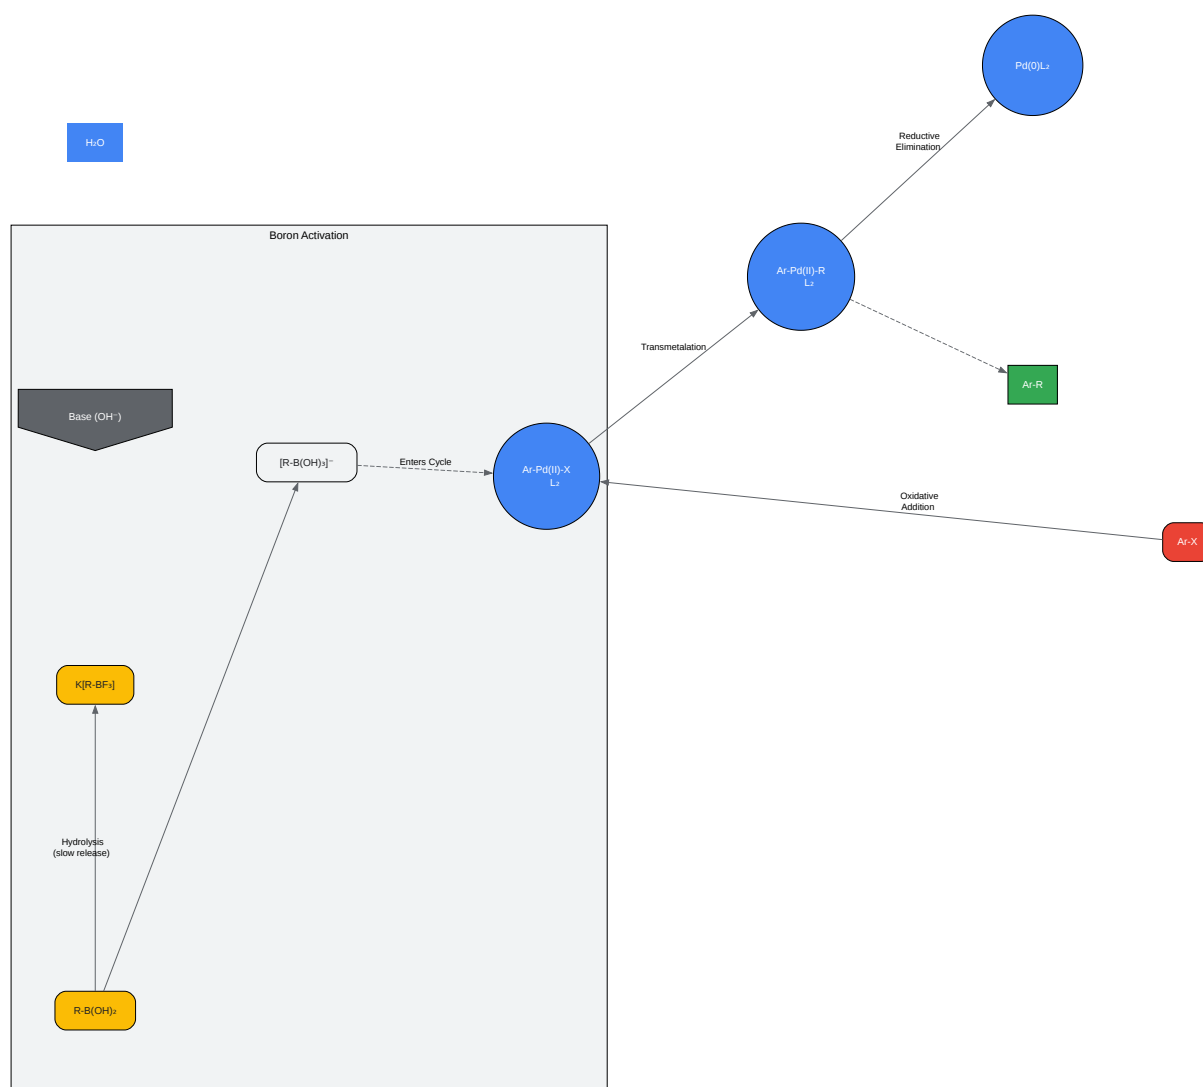 Pd(0)L₂
Reductive
Elimination
H₂O
Boron Activation
Ar-Pd(II)-R
L₂
Transmetalation
Ar-R
Base (OH⁻)
[R-B(OH)₃]⁻
Enters Cycle
Ar-Pd(II)-X
L₂
Oxidative
Addition
Ar-X
K[R-BF₃]
Hydrolysis
(slow release)
R-B(OH)₂